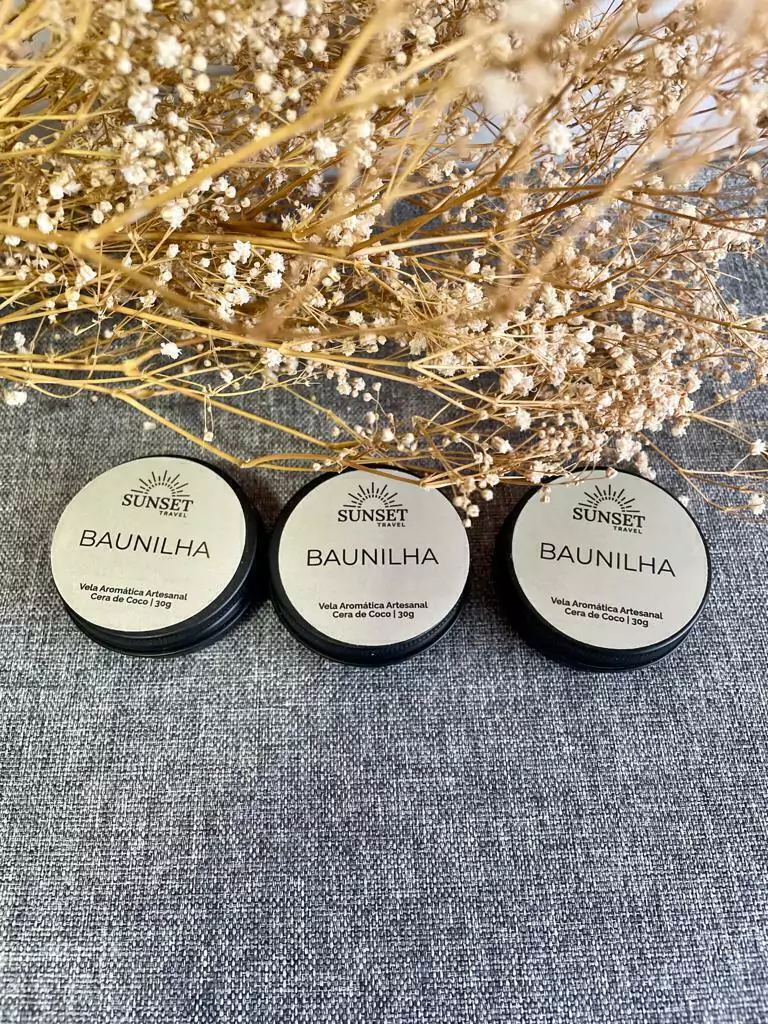 SUNSET
TRAVEL
BAUNILHA
Vela Aromática Artesanal
Cera de Coco | 30g
SUNSET
TRAVEL
BAUNILHA
Vela Aromática Artesanal
Cera de Coco | 30g
SUNSET
TRAVEL
BAUNILHA
Vela Aromática Artesanal
Cera de Coco | 30g